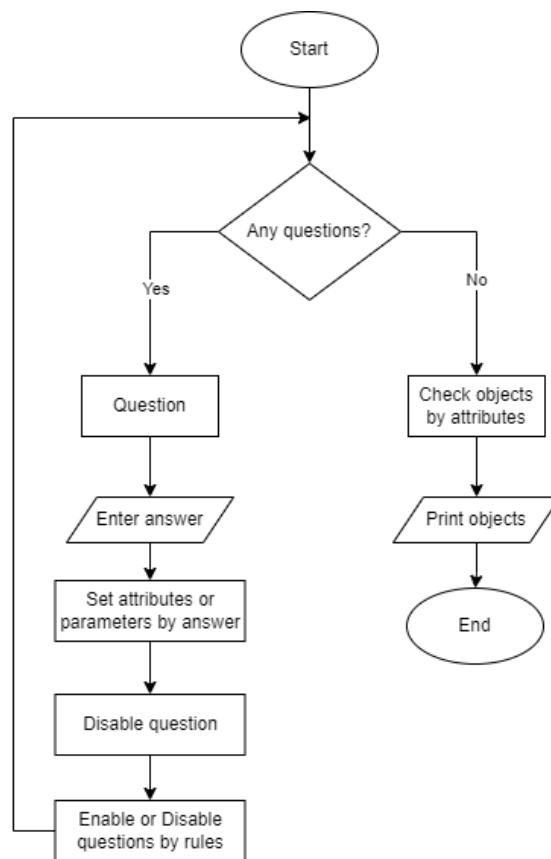 Start
Any questions?
Yes
No
Question
Check objects
by attributes
Enter answer
Print objects
Set attributes or
parameters by answer
End
Disable question
Enable or Disable
questions by rules